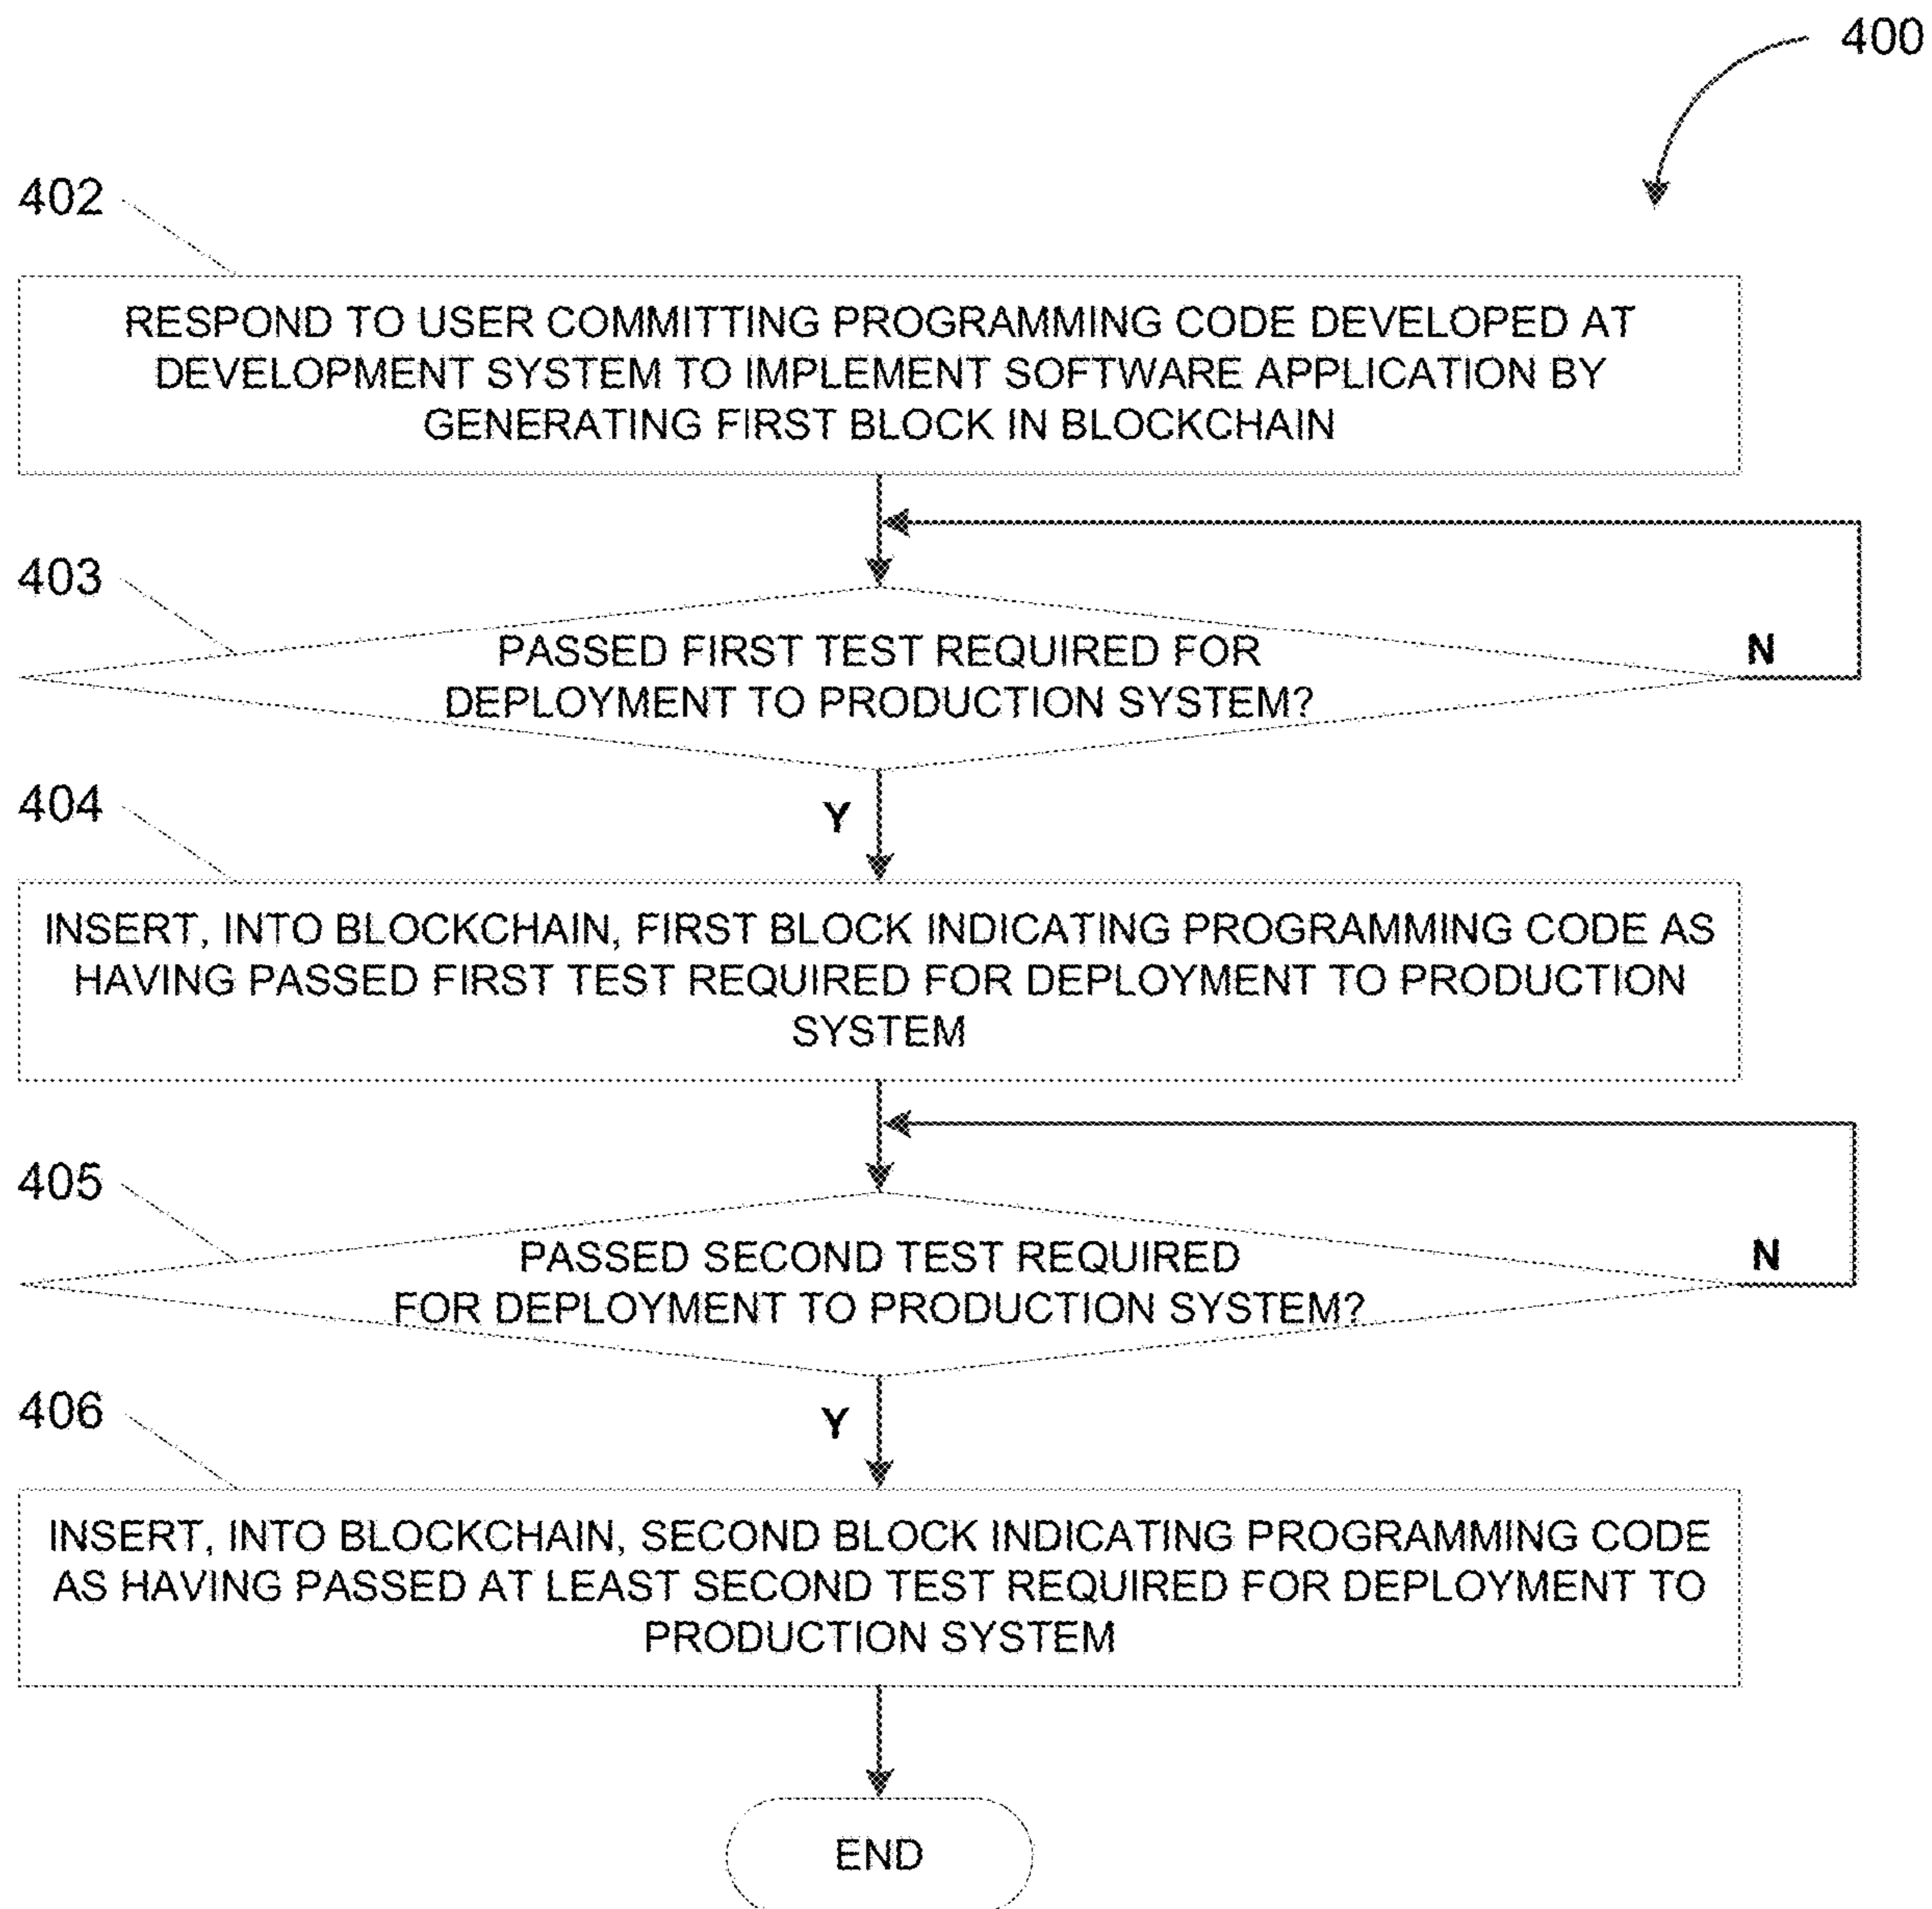 400
402
RESPOND TO USER COMMITTING PROGRAMMING CODE DEVELOPED AT
DEVELOPMENT SYSTEM TO IMPLEMENT SOFTWARE APPLICATION BY
GENERATING FIRST BLOCK IN BLOCKCHAIN
403
PASSED FIRST TEST REQUIRED FOR
DEPLOYMENT TO PRODUCTION SYSTEM?
N
Y
404
INSERT, INTO BLOCKCHAIN, FIRST BLOCK INDICATING PROGRAMMING CODE AS
HAVING PASSED FIRST TEST REQUIRED FOR DEPLOYMENT TO PRODUCTION
SYSTEM
405
PASSED SECOND TEST REQUIRED
FOR DEPLOYMENT TO PRODUCTION SYSTEM?
N
Y
406
INSERT, INTO BLOCKCHAIN, SECOND BLOCK INDICATING PROGRAMMING CODE
AS HAVING PASSED AT LEAST SECOND TEST REQUIRED FOR DEPLOYMENT TO
PRODUCTION SYSTEM
END